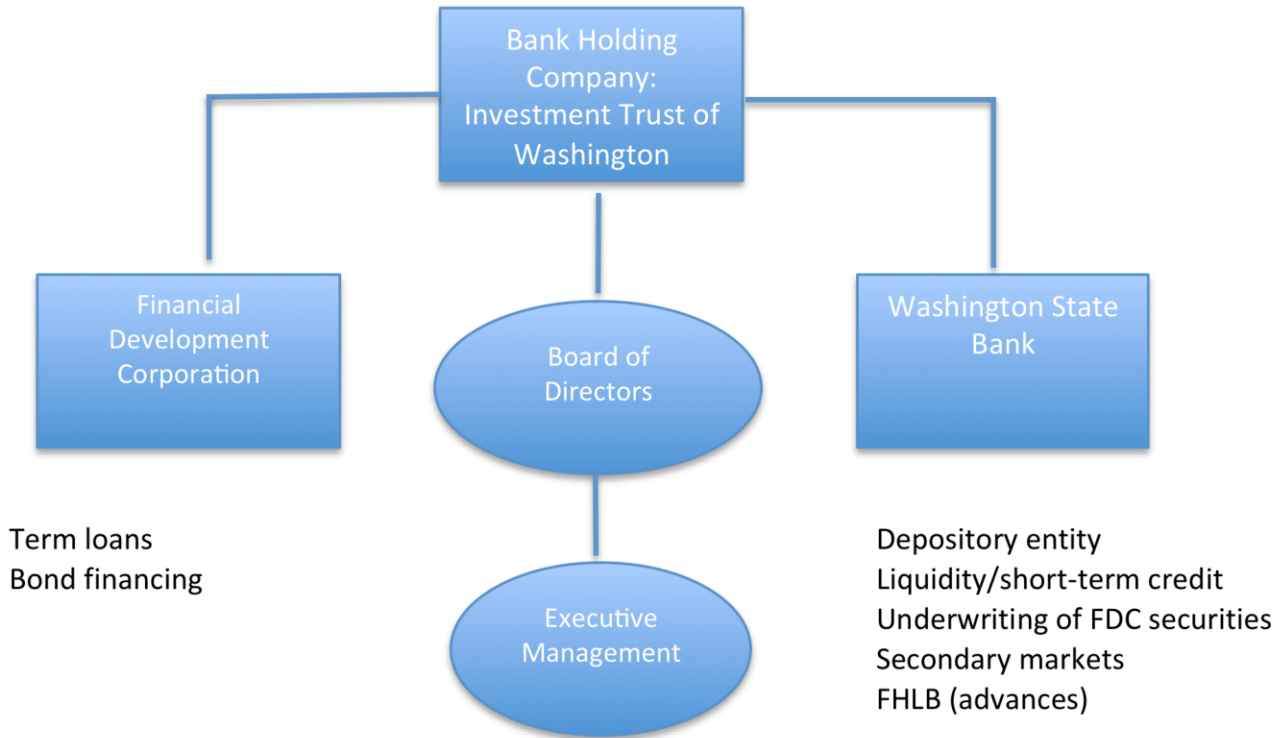 Bank Holding
Company:
Investment Trust of
Washington
Financial
Development
Corporation
Board of
Directors
Washington State
Bank
Term loans
Bond financing
Executive
Management
Depository entity
Liquidity/short-term credit
Underwriting of FDC securities
Secondary markets
FHLB (advances)